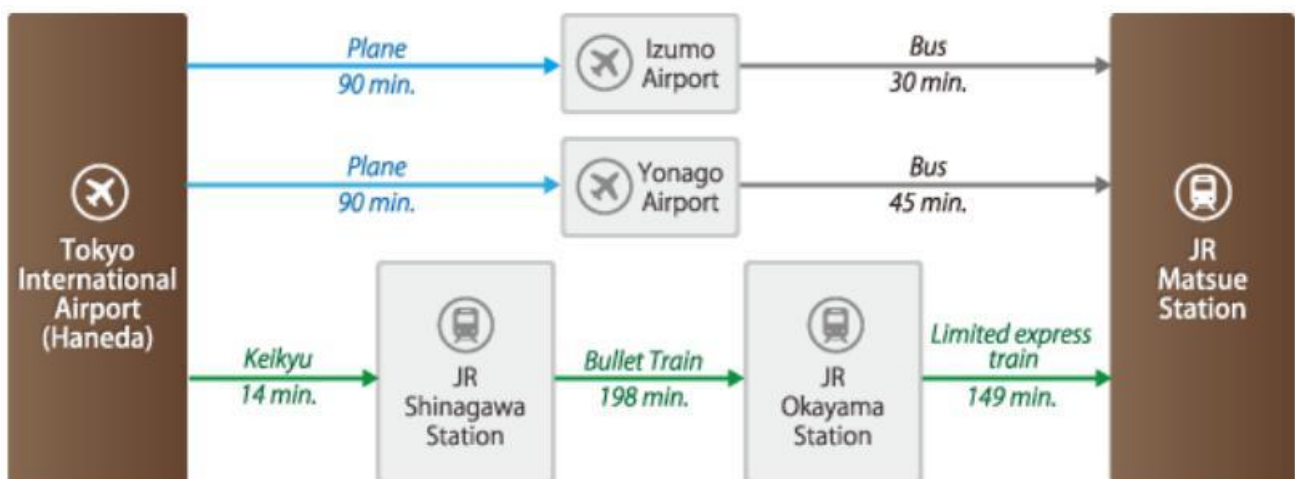 Tokyo
International
Airport
(Haneda)
Plane
90 min.
Izumo
Airport
Bus
30 min.
Plane
90 min.
Yonago
Airport
Bus
45 min.
Keikyu
14 min.
JR
Shinagawa
Station
Bullet Train
198 min.
JR
Okayama
Station
Limited express
train
149 min.
JR
Matsue
Station